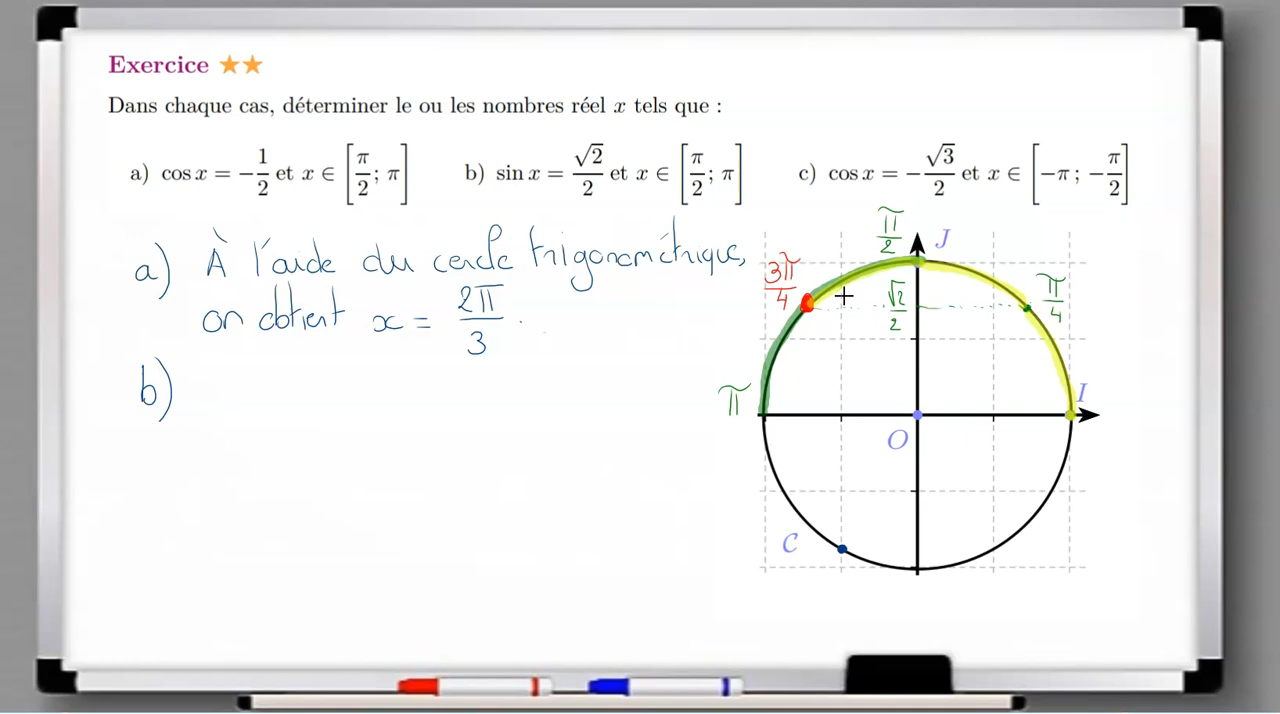 Exercice ★★
Dans chaque cas, déterminer le ou les nombres réel x tels que :
a) cos x = −1/2 et x ∈ [π/2 ; π]
b) sin x = √2/2 et x ∈ [π/2 ; π]
c) cos x = −√3/2 et x ∈ [−π ; −π/2]
a) À l'aide du cercle trigonométrique,
on obtient x = 2π/3.
b)
π/2
J
3π/4
√2/2
π/4
π
I
O
C